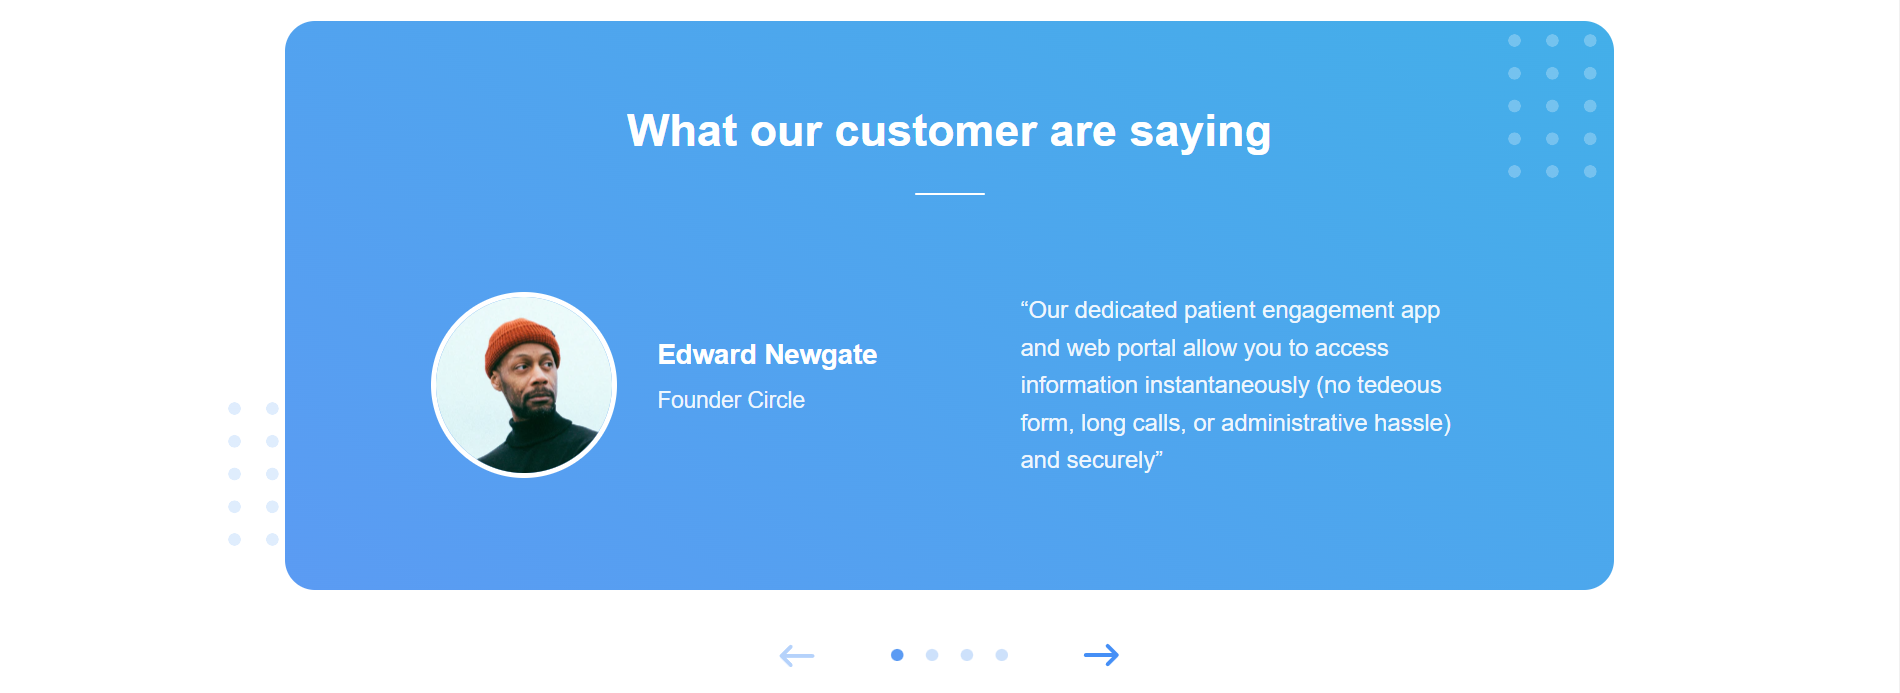 What our customer are saying
Edward Newgate
Founder Circle
“Our dedicated patient engagement app
and web portal allow you to access
information instantaneously (no tedeous
form, long calls, or administrative hassle)
and securely”